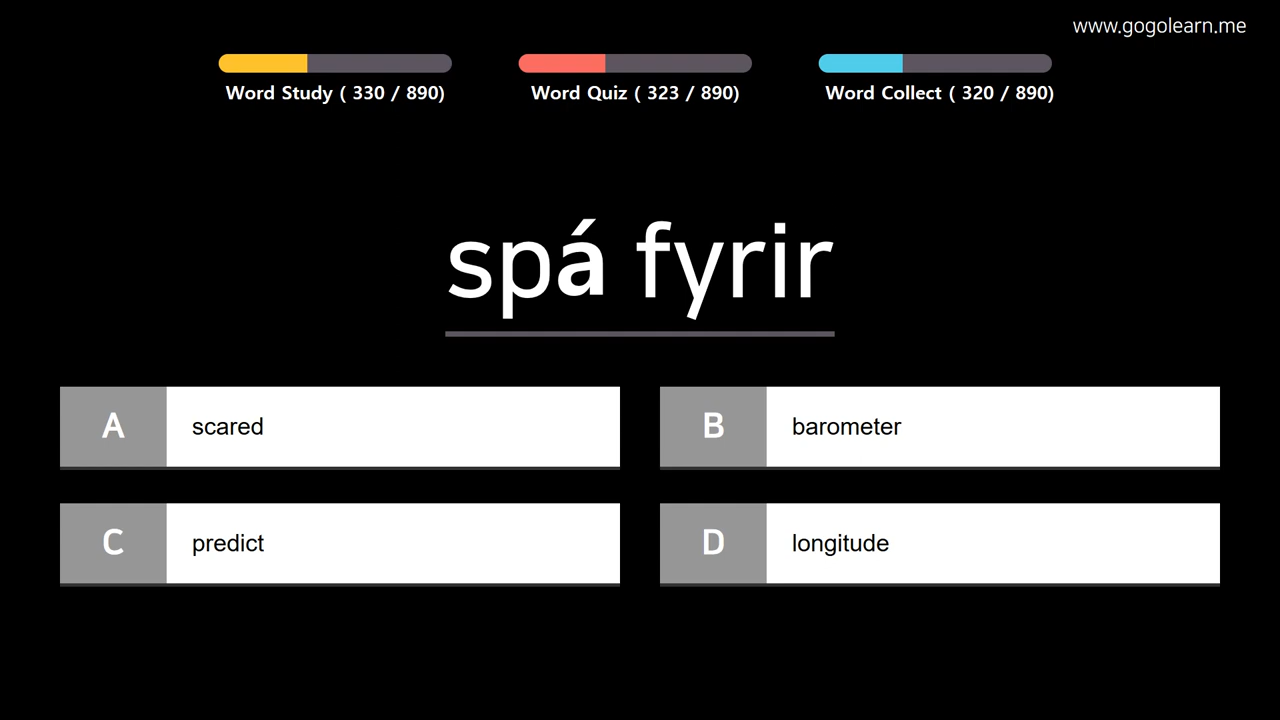 www.gogolearn.me
Word Study ( 330 / 890)
Word Quiz ( 323 / 890)
Word Collect ( 320 / 890)
spá fyrir
A scared
B barometer
C predict
D longitude